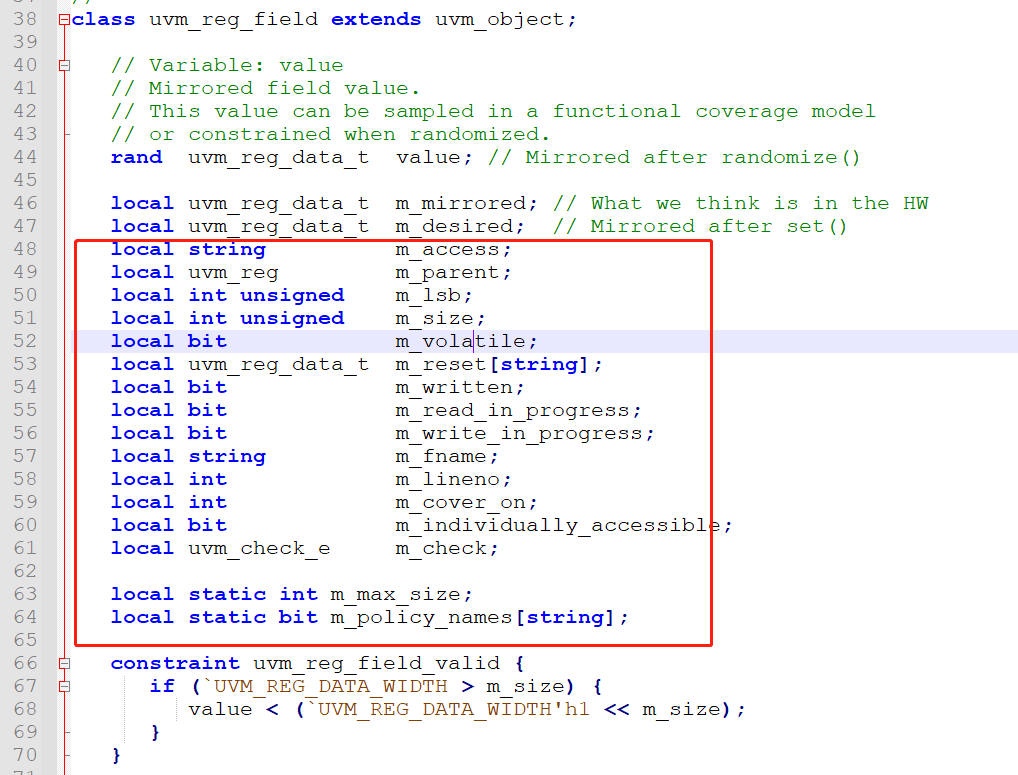 38 class uvm_reg_field extends uvm_object;
39
40 // Variable: value
41 // Mirrored field value.
42 // This value can be sampled in a functional coverage model
43 // or constrained when randomized.
44 rand  uvm_reg_data_t  value; // Mirrored after randomize()
45
46 local uvm_reg_data_t  m_mirrored; // What we think is in the HW
47 local uvm_reg_data_t  m_desired;  // Mirrored after set()
48 local string          m_access;
49 local uvm_reg         m_parent;
50 local int unsigned    m_lsb;
51 local int unsigned    m_size;
52 local bit             m_volatile;
53 local uvm_reg_data_t  m_reset[string];
54 local bit             m_written;
55 local bit             m_read_in_progress;
56 local bit             m_write_in_progress;
57 local string          m_fname;
58 local int             m_lineno;
59 local int             m_cover_on;
60 local bit             m_individually_accessible;
61 local uvm_check_e     m_check;
62
63 local static int m_max_size;
64 local static bit m_policy_names[string];
65
66 constraint uvm_reg_field_valid {
67 if (`UVM_REG_DATA_WIDTH > m_size) {
68 value < (`UVM_REG_DATA_WIDTH'h1 << m_size);
69 }
70 }